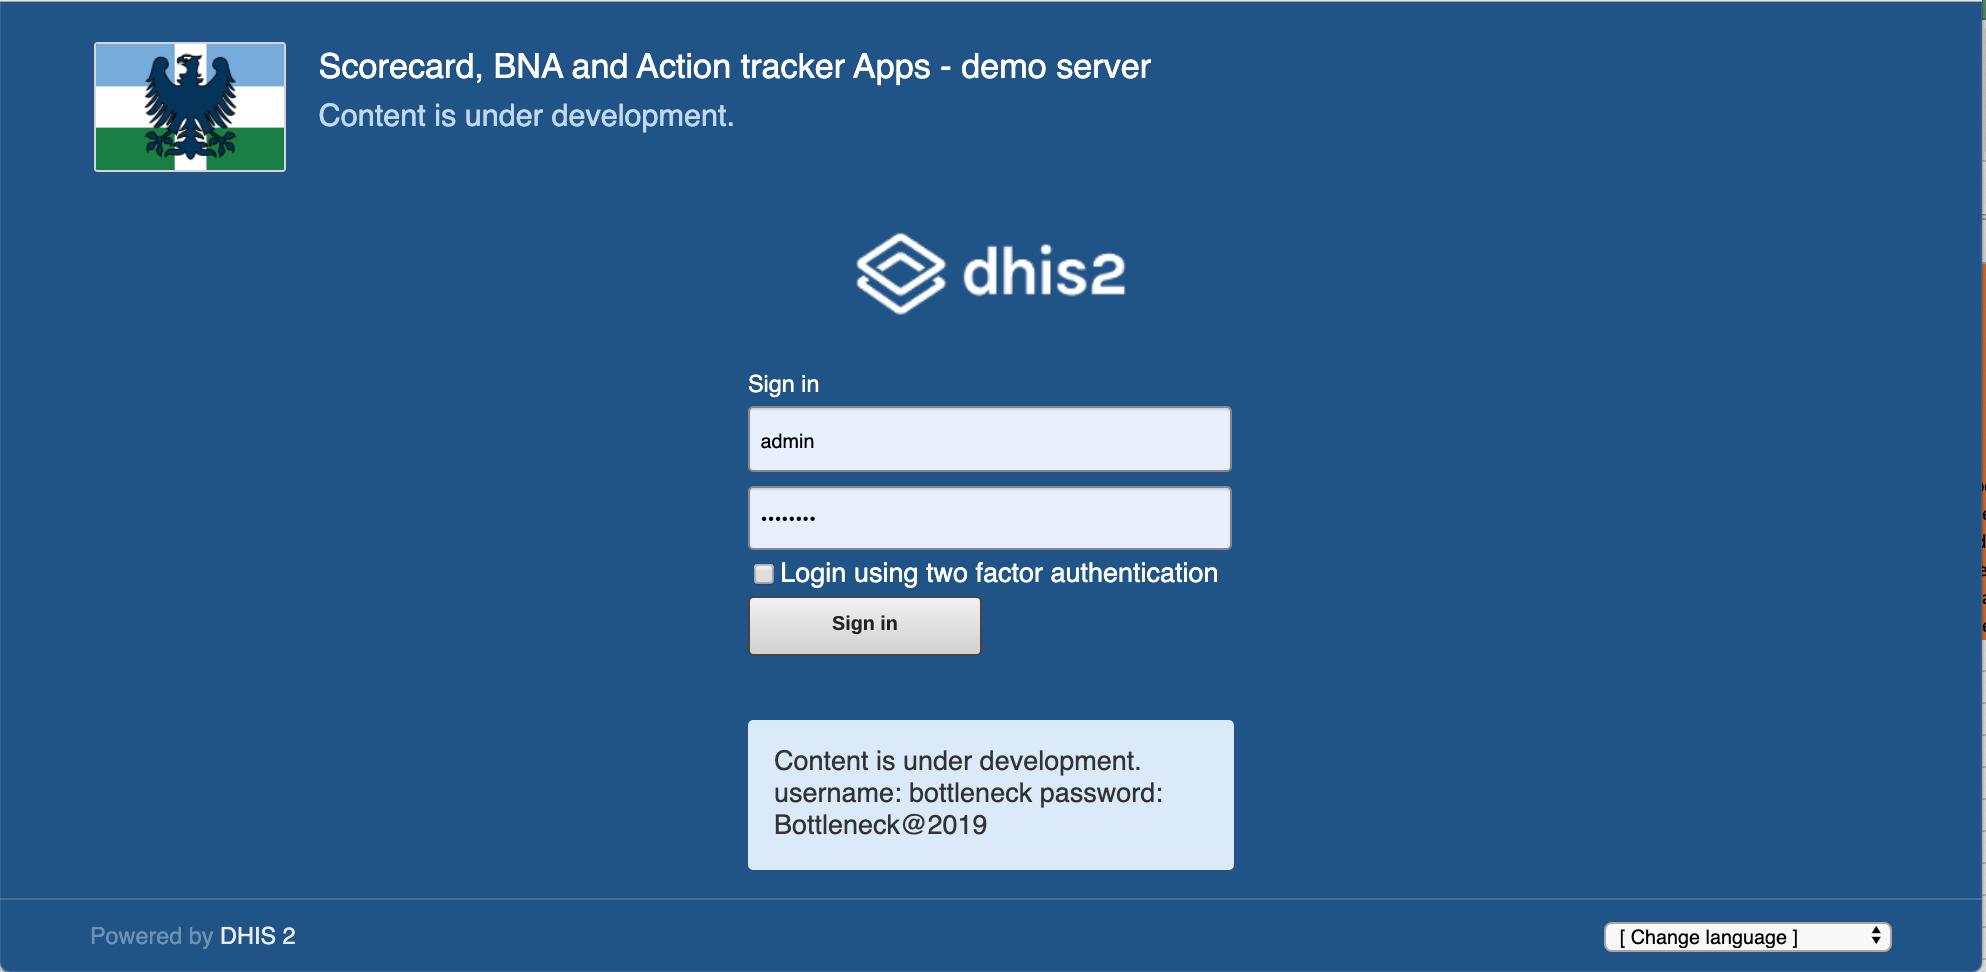 Scorecard, BNA and Action tracker Apps - demo server
Content is under development.
dhis2
Sign in
admin
••••••••
Login using two factor authentication
Sign in
Content is under development.
username: bottleneck password:
Bottleneck@2019
Powered by DHIS 2
[ Change language ]